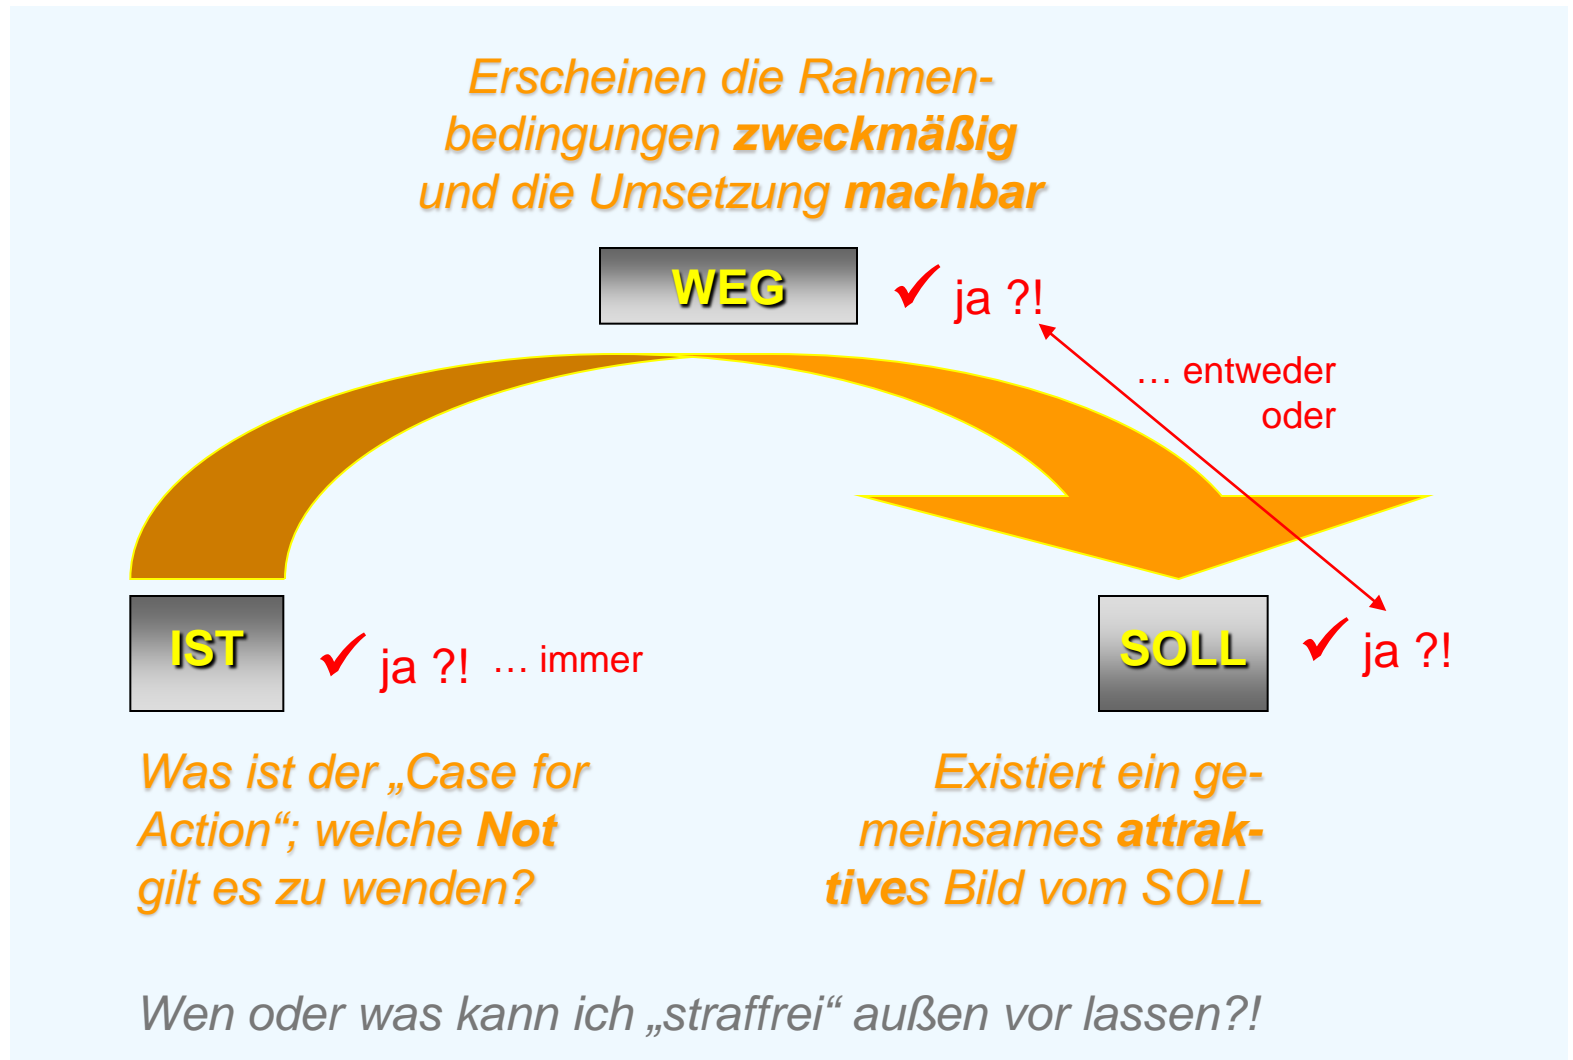 Erscheinen die Rahmen-
bedingungen zweckmäßig
und die Umsetzung machbar
WEG
ja ?!
… entweder
oder
IST
ja ?!
… immer
SOLL
ja ?!
Was ist der „Case for
Action“; welche Not
gilt es zu wenden?
Existiert ein ge-
meinsames attrak-
tives Bild vom SOLL
Wen oder was kann ich „straffrei“ außen vor lassen?!